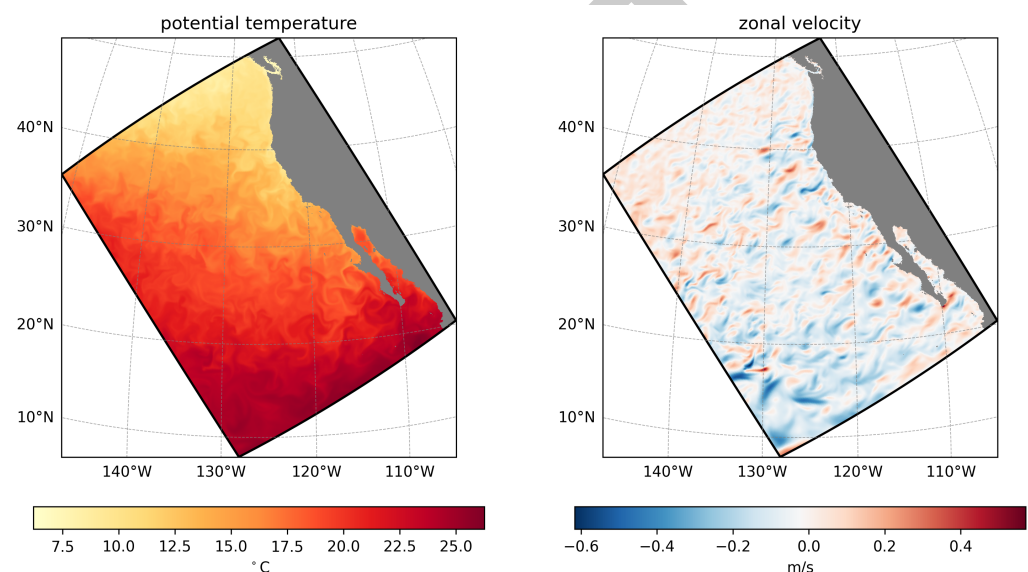 potential temperature
zonal velocity
40°N
30°N
20°N
10°N
140°W 130°W 120°W 110°W
40°N
30°N
20°N
10°N
140°W 130°W 120°W 110°W
7.5 10.0 12.5 15.0 17.5 20.0 22.5 25.0
°C
−0.6 −0.4 −0.2 0.0 0.2 0.4
m/s